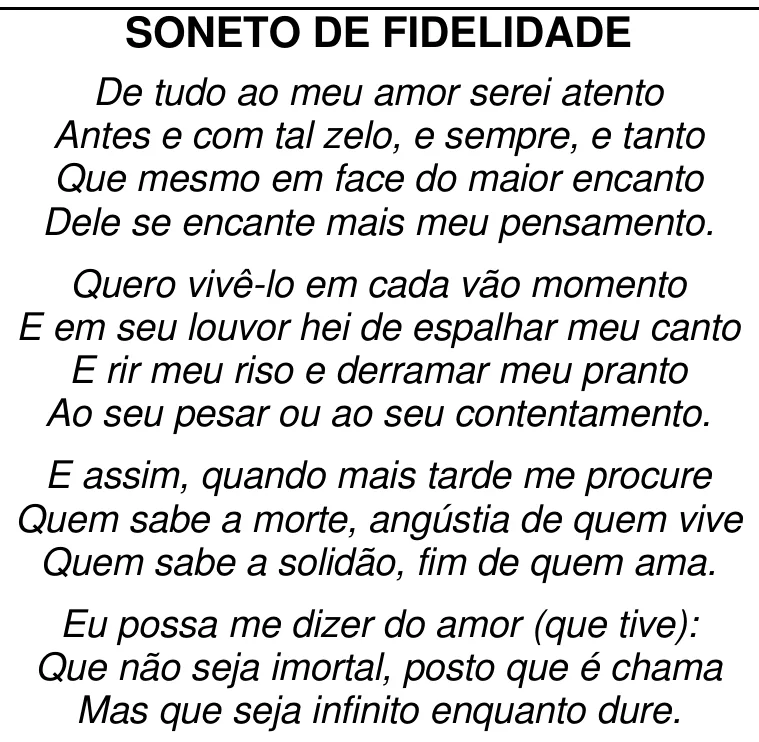 SONETO DE FIDELIDADE
De tudo ao meu amor serei atento
Antes e com tal zelo, e sempre, e tanto
Que mesmo em face do maior encanto
Dele se encante mais meu pensamento.
Quero vivê-lo em cada vão momento
E em seu louvor hei de espalhar meu canto
E rir meu riso e derramar meu pranto
Ao seu pesar ou ao seu contentamento.
E assim, quando mais tarde me procure
Quem sabe a morte, angústia de quem vive
Quem sabe a solidão, fim de quem ama.
Eu possa me dizer do amor (que tive):
Que não seja imortal, posto que é chama
Mas que seja infinito enquanto dure.